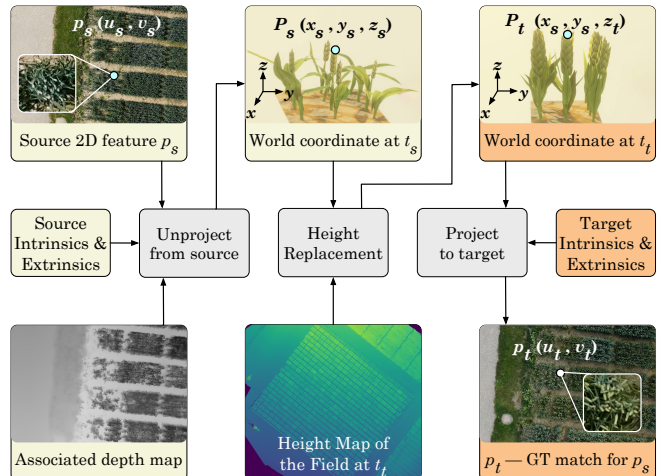 p_s (u_s, v_s)
Source 2D feature p_s
P_s (x_s, y_s, z_s)
z
y
x
World coordinate at t_s
P_t (x_s, y_s, z_t)
z
y
x
World coordinate at t_t
Source
Intrinsics &
Extrinsics
Unproject
from source
Height
Replacement
Project
to target
Target
Intrinsics &
Extrinsics
Associated depth map
Height Map of
the Field at t_t
p_t (u_t, v_t)
p_t — GT match for p_s